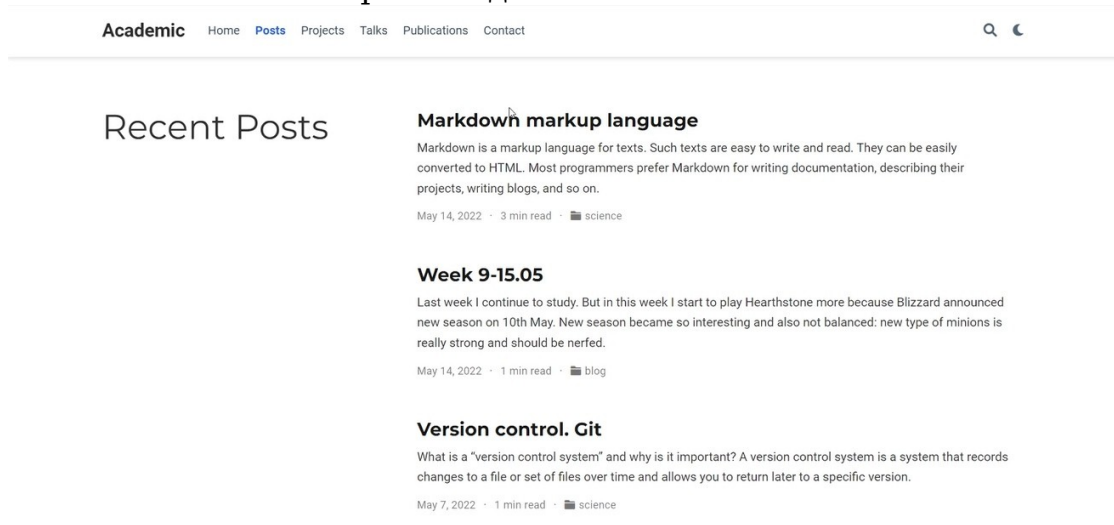 Academic Home Posts Projects Talks Publications Contact
Recent Posts
Markdown markup language
Markdown is a markup language for texts. Such texts are easy to write and read. They can be easily
converted to HTML. Most programmers prefer Markdown for writing documentation, describing their
projects, writing blogs, and so on.
May 14, 2022 · 3 min read · science
Week 9-15.05
Last week I continue to study. But in this week I start to play Hearthstone more because Blizzard announced
new season on 10th May. New season became so interesting and also not balanced: new type of minions is
really strong and should be nerfed.
May 14, 2022 · 1 min read · blog
Version control. Git
What is a “version control system” and why is it important? A version control system is a system that records
changes to a file or set of files over time and allows you to return later to a specific version.
May 7, 2022 · 1 min read · science